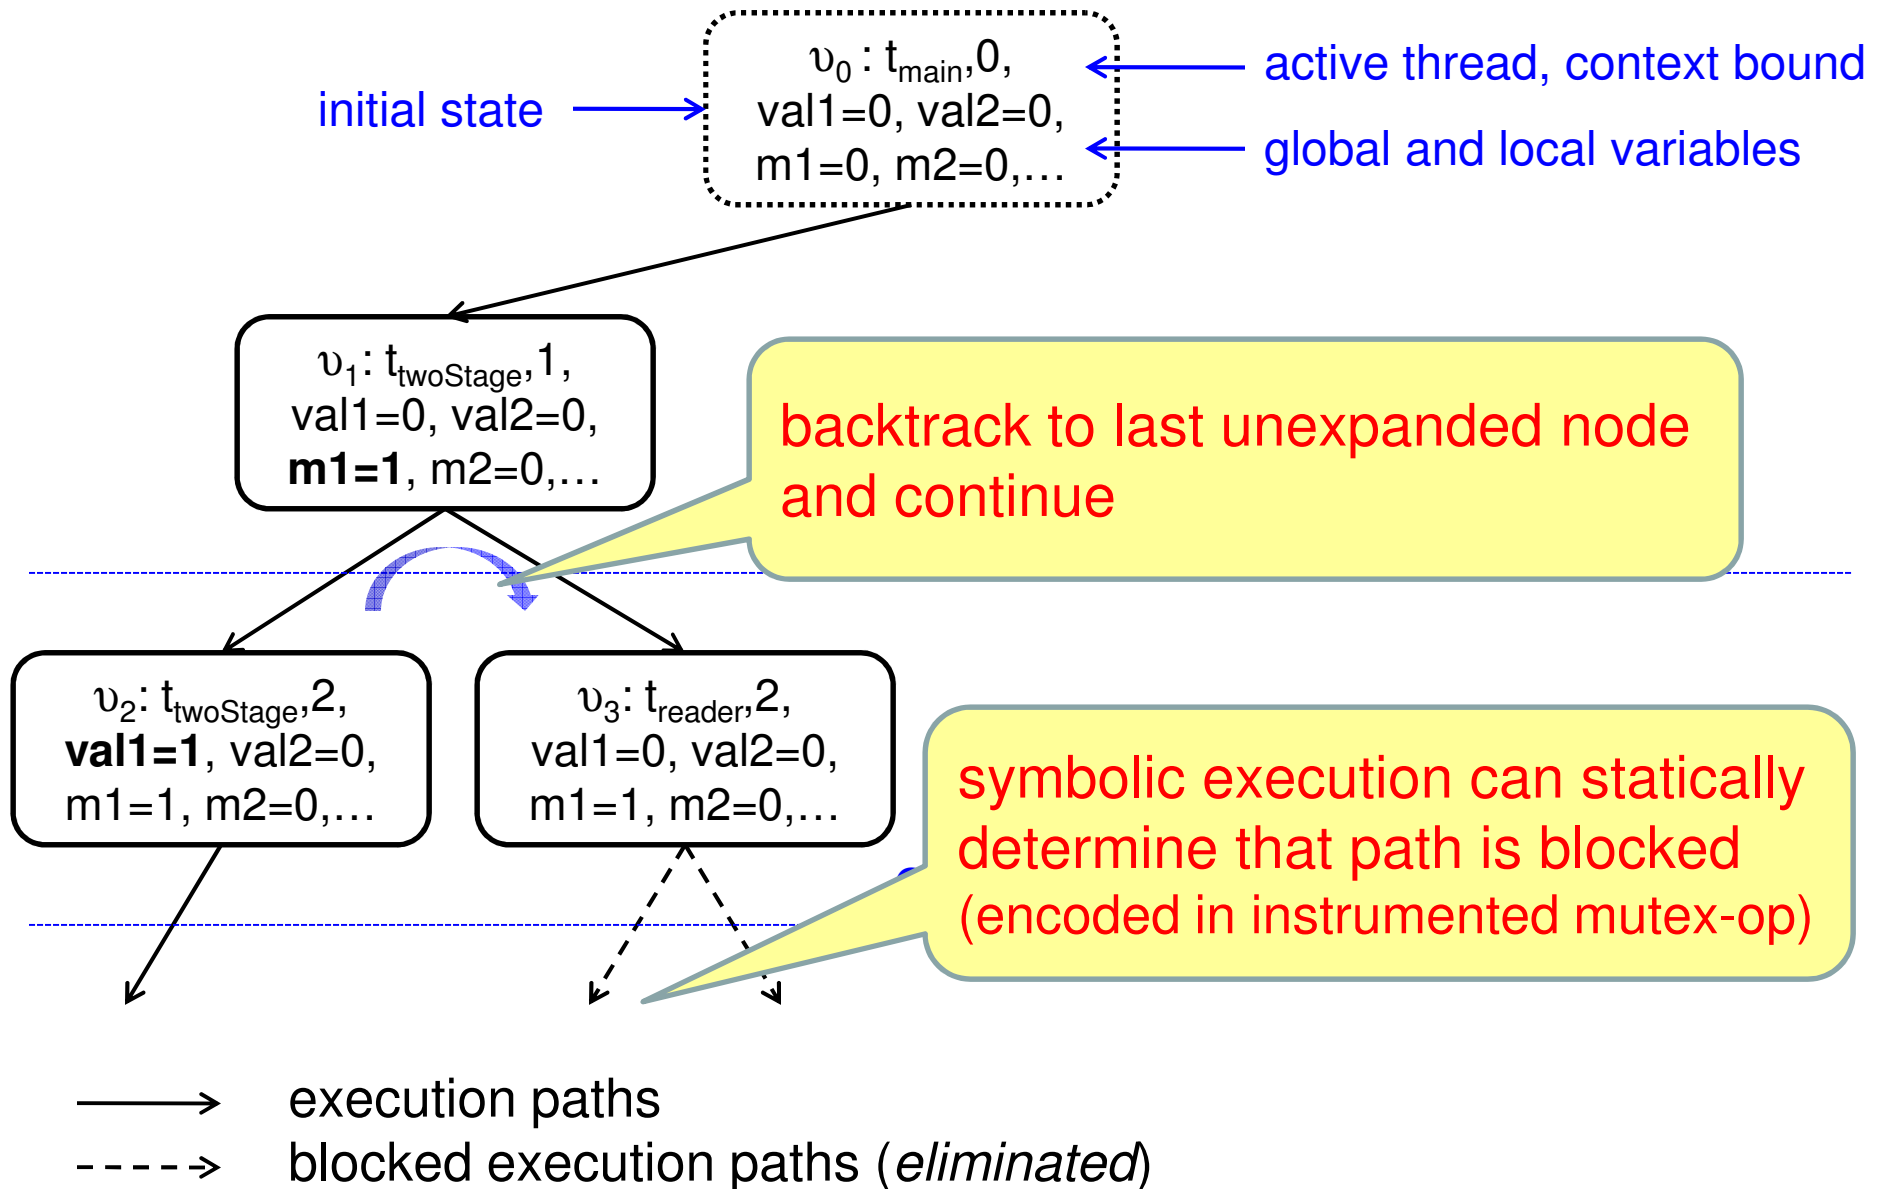 υ0 : tmain,0,
val1=0, val2=0,
m1=0, m2=0,…
initial state
active thread, context bound
global and local variables
υ1: ttwoStage,1,
val1=0, val2=0,
m1=1, m2=0,…
backtrack to last unexpanded node
and continue
υ2: ttwoStage,2,
val1=1, val2=0,
m1=1, m2=0,…
υ3: treader,2,
val1=0, val2=0,
m1=1, m2=0,…
symbolic execution can statically
determine that path is blocked
(encoded in instrumented mutex-op)
execution paths
blocked execution paths (eliminated)